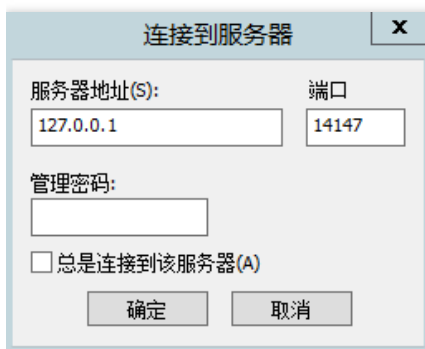 连接到服务器 x
服务器地址(S): 端口
127.0.0.1 14147
管理密码:
总是连接到该服务器(A)
确定 取消